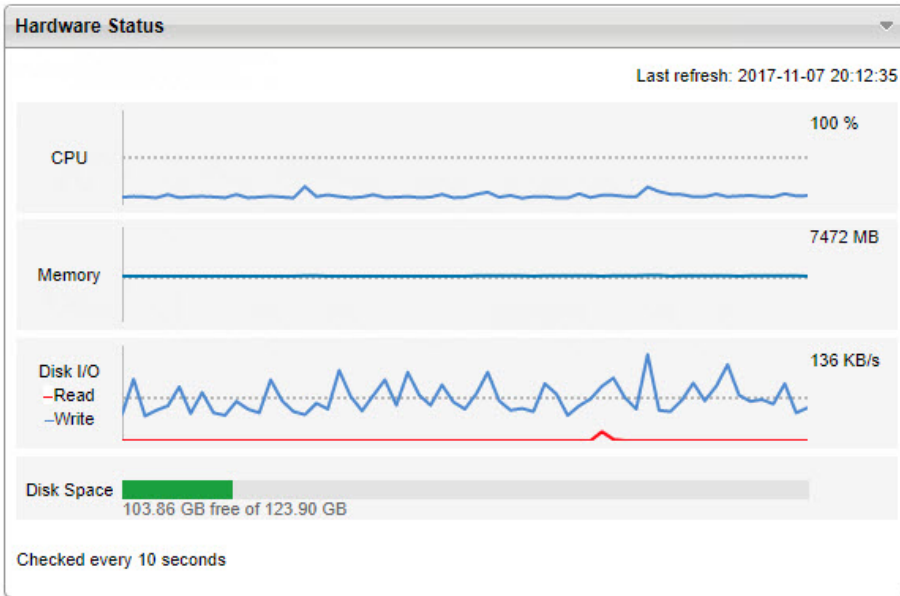 Hardware Status
Last refresh: 2017-11-07 20:12:35
CPU
100 %
Memory
7472 MB
Disk I/O
136 KB/s
–Read
–Write
Disk Space
103.86 GB free of 123.90 GB
Checked every 10 seconds